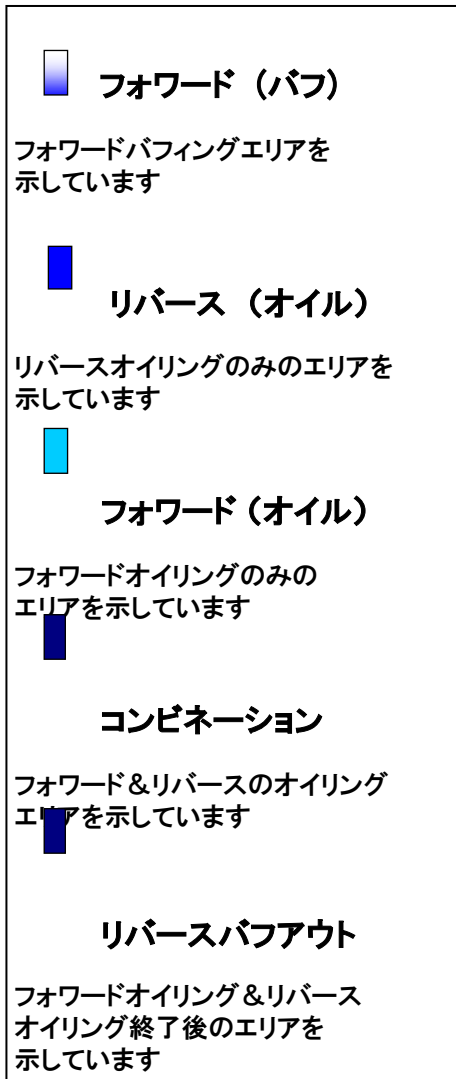 フォワード（バフ）
フォワードバフィングエリアを
示しています
リバース（オイル）
リバースオイリングのみのエリアを
示しています
フォワード（オイル）
フォワードオイリングのみの
エリアを示しています
コンビネーション
フォワード＆リバースのオイリング
エリアを示しています
リバースバフアウト
フォワードオイリング＆リバース
オイリング終了後のエリアを
示しています